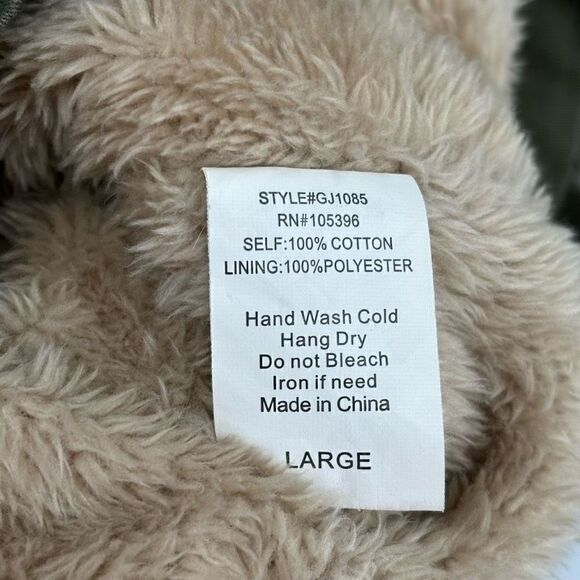 STYLE#GJ1085
RN#105396
SELF:100% COTTON
LINING:100%POLYESTER
Hand Wash Cold
Hang Dry
Do not Bleach
Iron if need
Made in China
LARGE